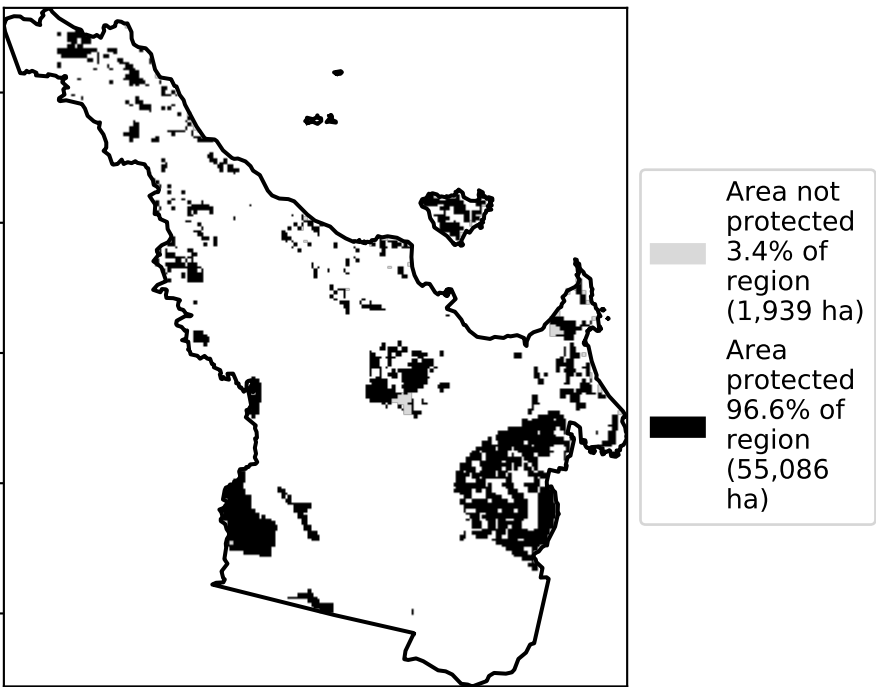 Area not
protected
3.4% of
region
(1,939 ha)
Area
protected
96.6% of
region
(55,086
ha)